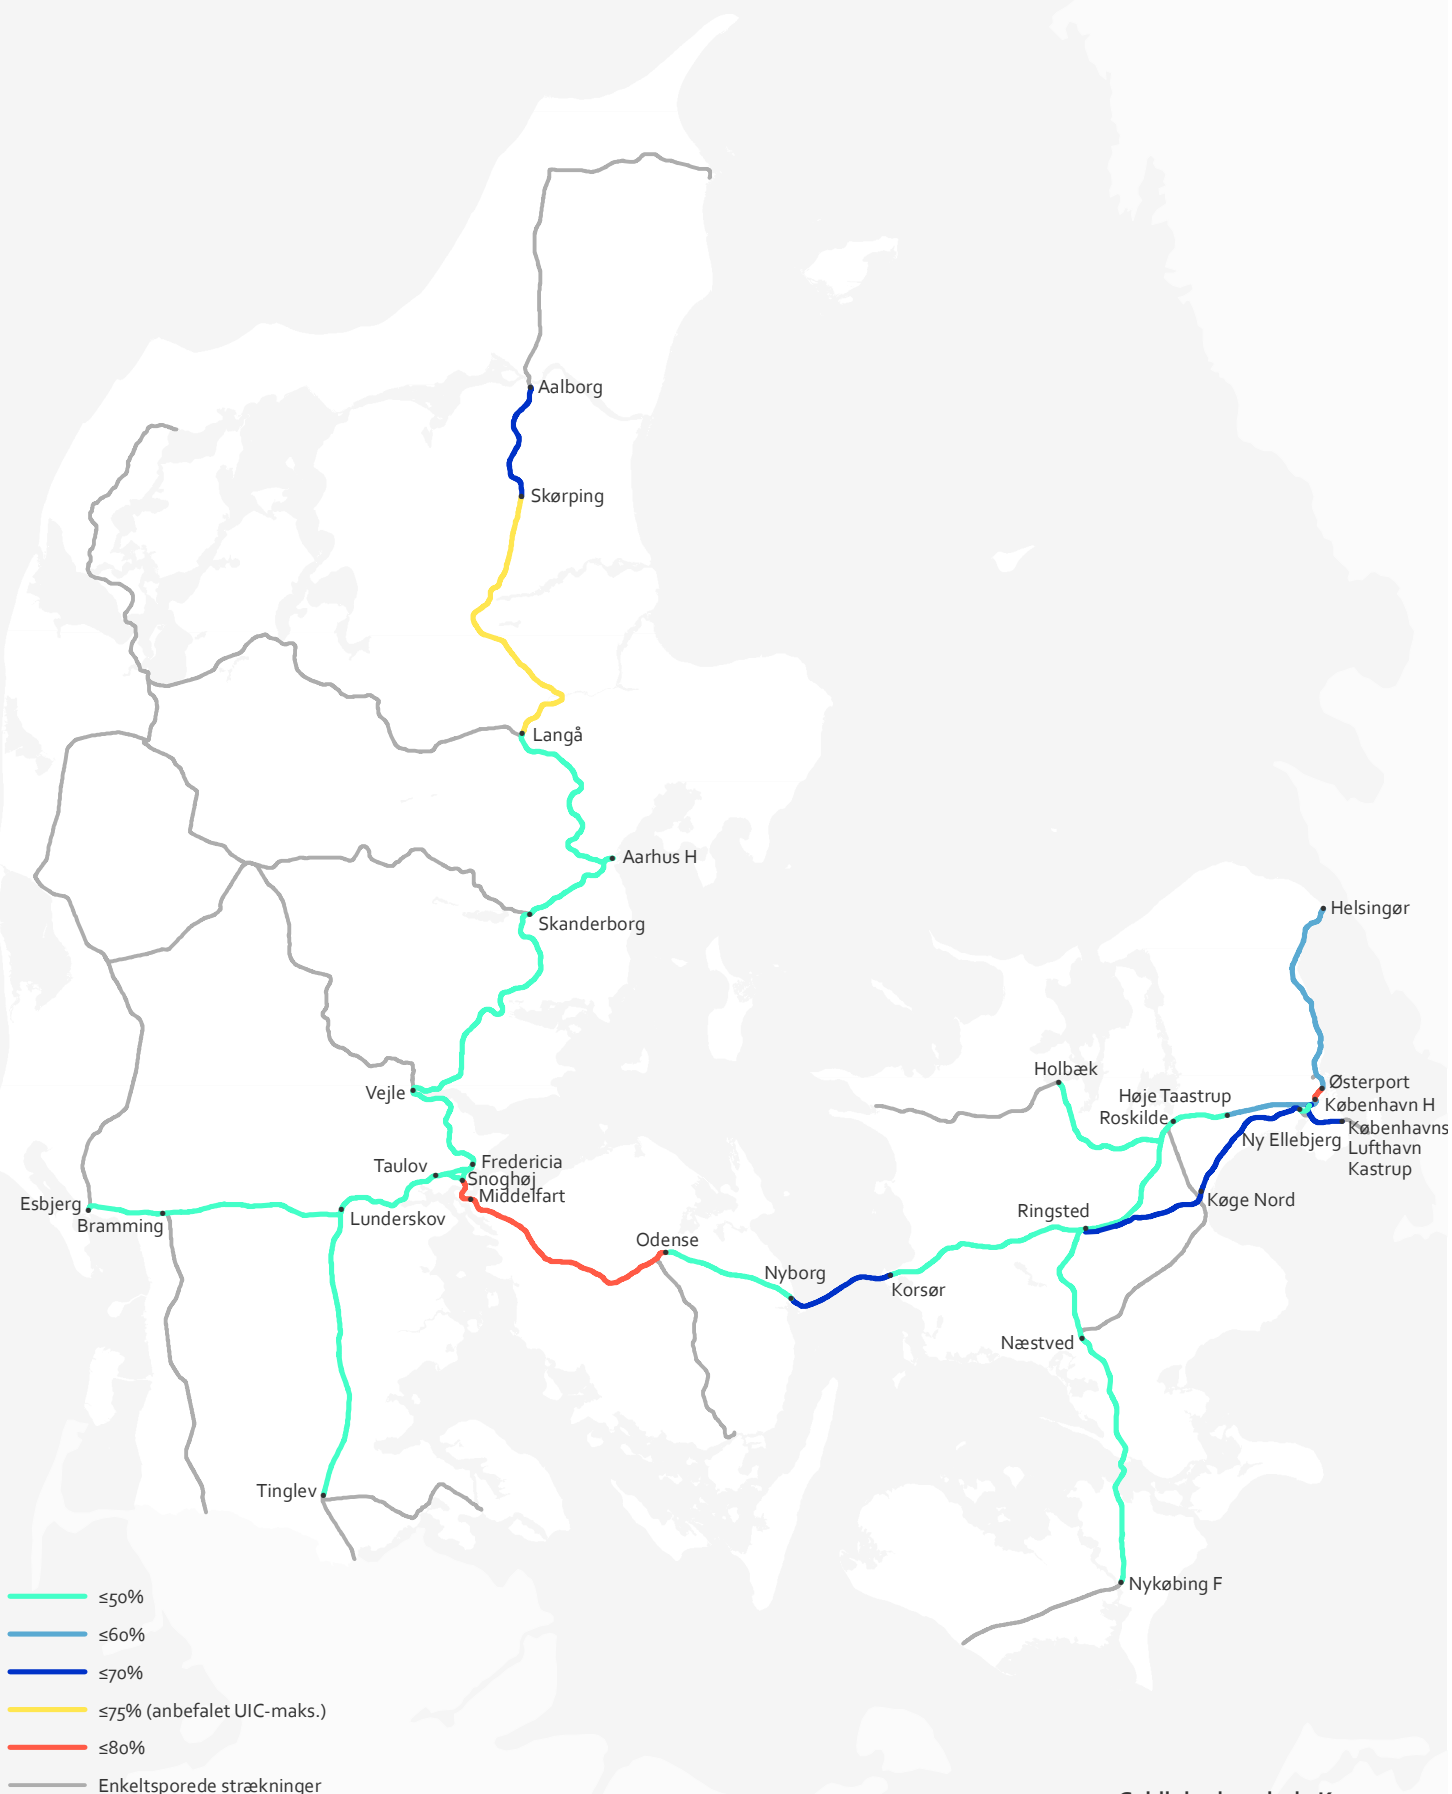 Aalborg
Skørping
Langå
Aarhus H
Skanderborg
Helsingør
Holbæk
Østerport
Høje Taastrup
København H
Roskilde
Københavns
Lufthavn
Kastrup
Ny Ellebjerg
Vejle
Fredericia
Taulov
Snoghøj
Middelfart
Esbjerg
Bramming
Lunderskov
Køge Nord
Ringsted
Odense
Nyborg
Korsør
Næstved
Tinglev
Nykøbing F
≤50%
≤60%
≤70%
≤75% (anbefalet UIC-maks.)
≤80%
Enkeltsporede strækninger